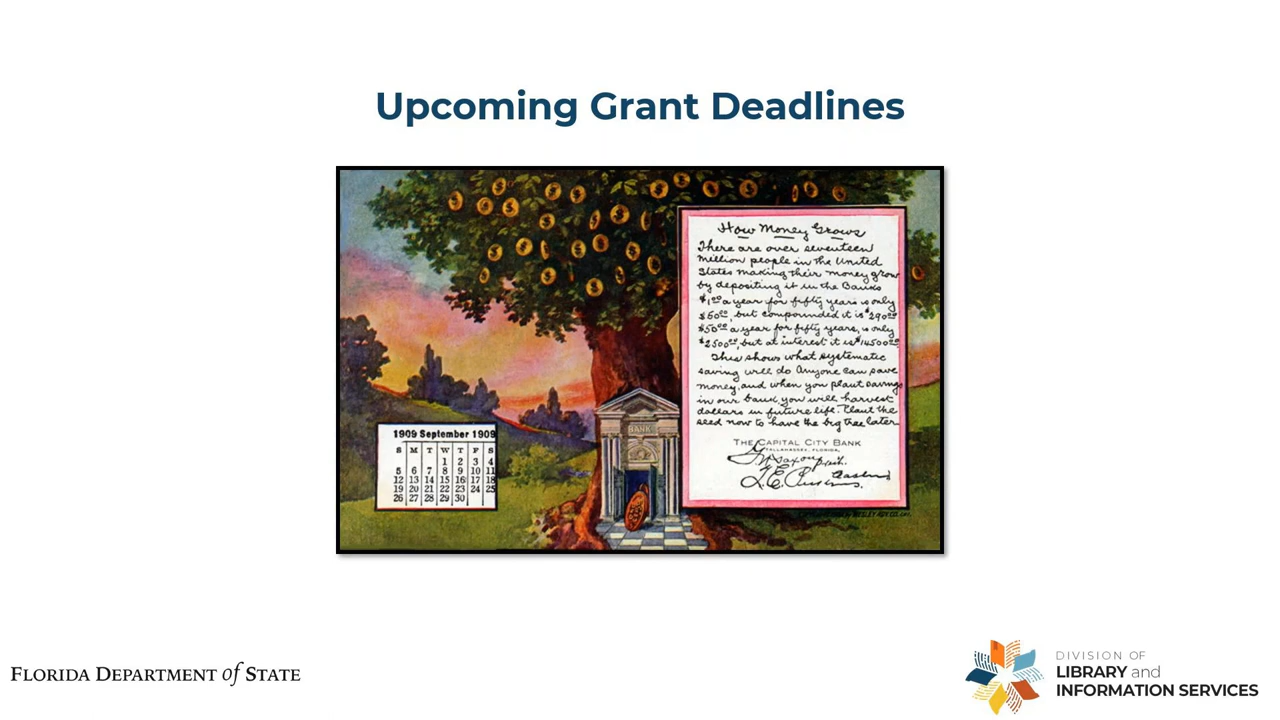 Upcoming Grant Deadlines
How Money Grows
There are over seventeen
million people in the United
States making their money grow
by depositing it in the Banks
$1.00 a year for fifty years is only
$50.00, but compounded it is $290.00
$50.00 a year for fifty years, is only
$2500.00, but at interest it is $14500.00.
This shows what systematic
saving will do Anyone can save
money, and when you plant savings
in our bank, you will harvest
dollars in future life. Plant the
seed now to have the big tree later
THE CAPITAL CITY BANK
TALLAHASSEE, FLORIDA,
Cashier
BANK
1909 September 1909
S M T W T F S
1 2 3 4
5 6 7 8 9 10 11
12 13 14 15 16 17 18
19 20 21 22 23 24 25
26 27 28 29 30
FLORIDA DEPARTMENT of STATE
DIVISION OF
LIBRARY and
INFORMATION SERVICES